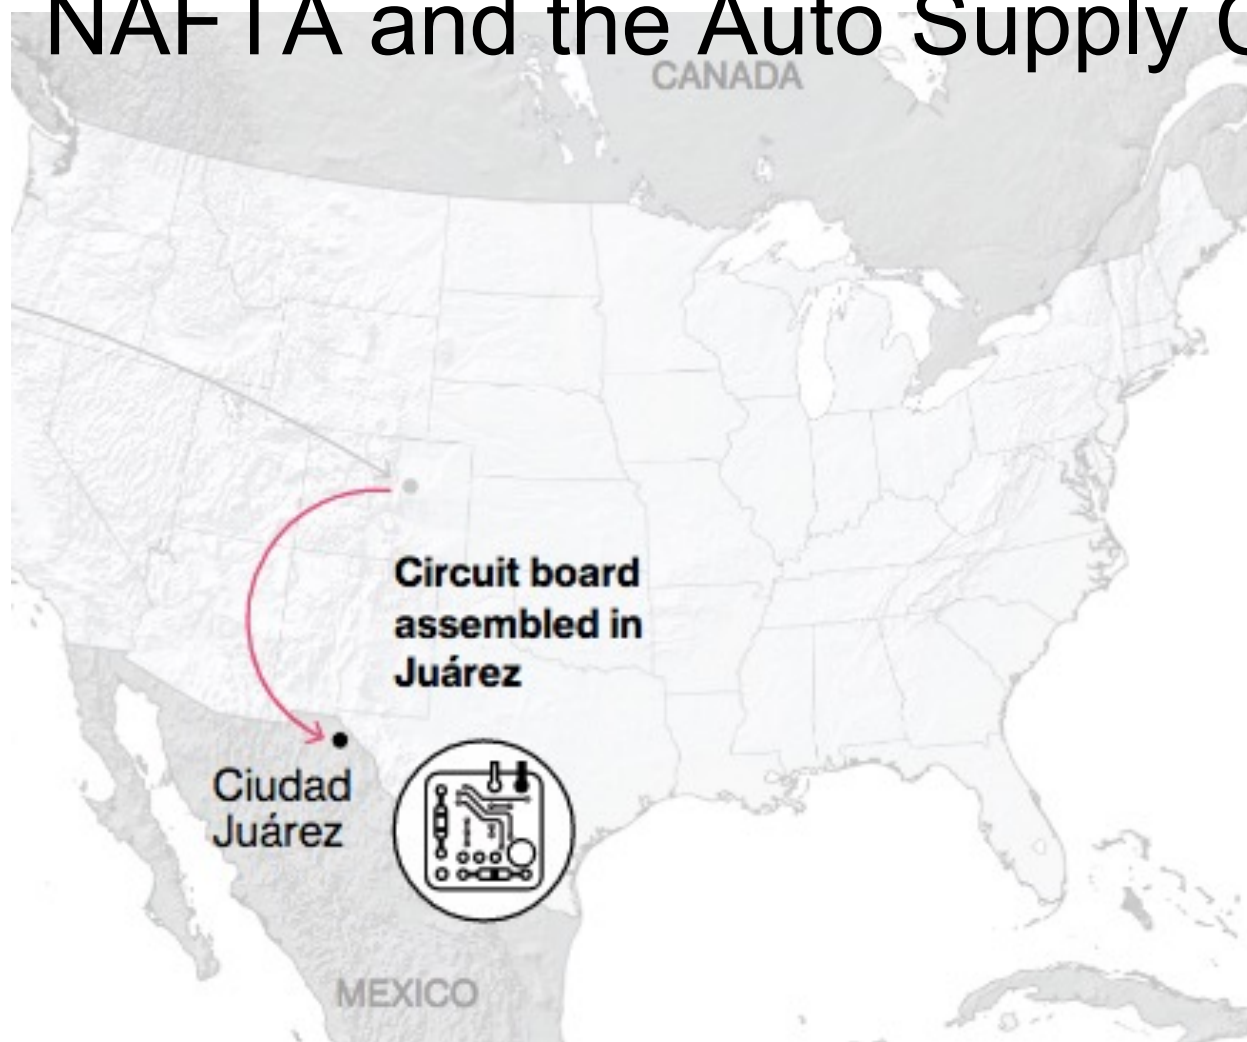 NAFTA and the Auto Supply
CANADA
Circuit board
assembled in
Juárez
Ciudad
Juárez
MEXICO